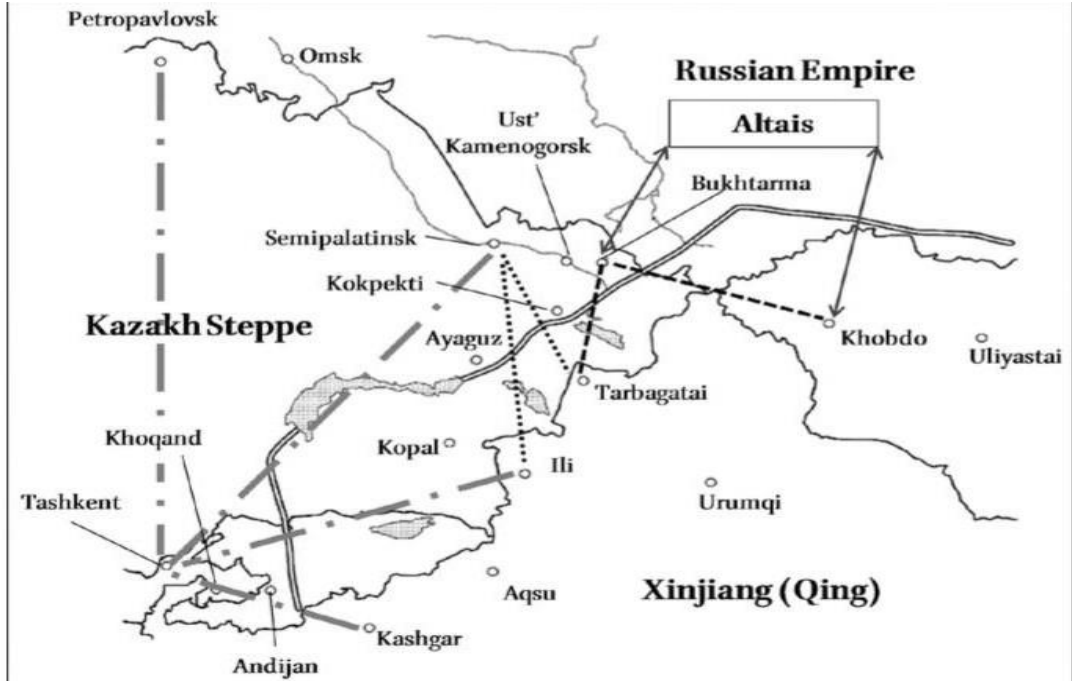 Petropavlovsk
Omsk
Russian Empire
Altais
Ust'
Kamenogorsk
Bukhtarma
Semipalatinsk
Kokpekti
Kazakh Steppe
Ayaguz
Khobdo
Uliyastai
Tarbagatai
Khoqand
Kopal
Ili
Tashkent
Urumqi
Aqsu
Xinjiang (Qing)
Kashgar
Andijan